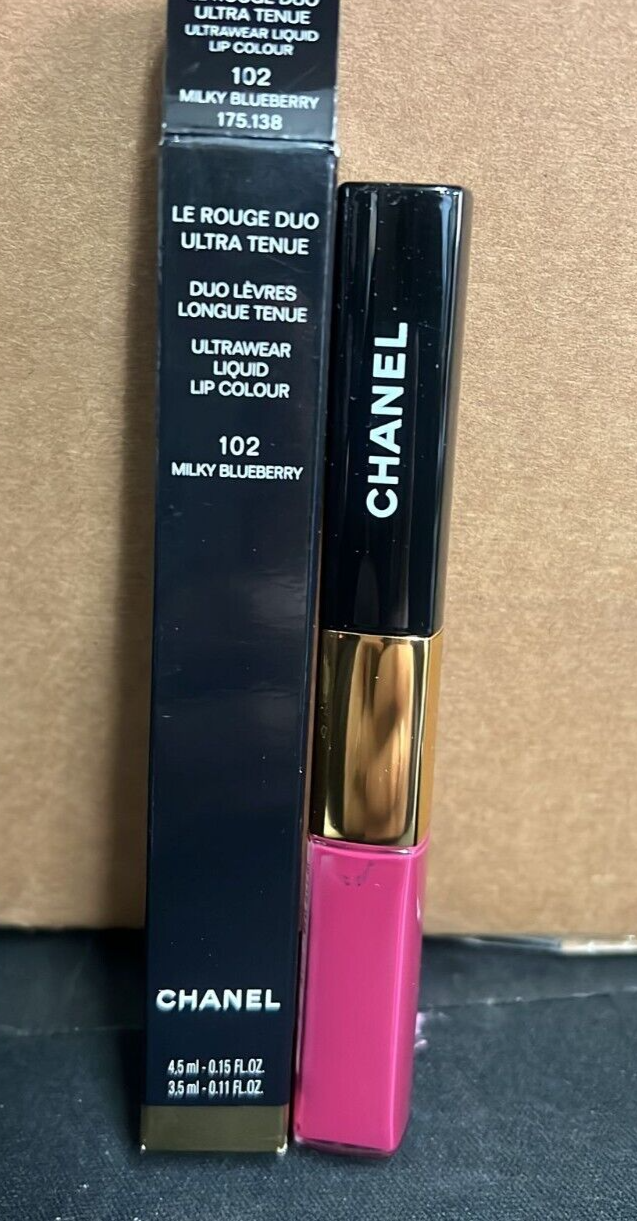 LE ROUGE DUO
ULTRA TENUE
ULTRAWEAR LIQUID
LIP COLOUR
102
MILKY BLUEBERRY
175.138
LE ROUGE DUO
ULTRA TENUE
DUO LÈVRES
LONGUE TENUE
ULTRAWEAR
LIQUID
LIP COLOUR
102
MILKY BLUEBERRY
CHANEL
4,5 ml - 0.15 FL.OZ.
3,5 ml - 0.11 FL.OZ.
CHANEL